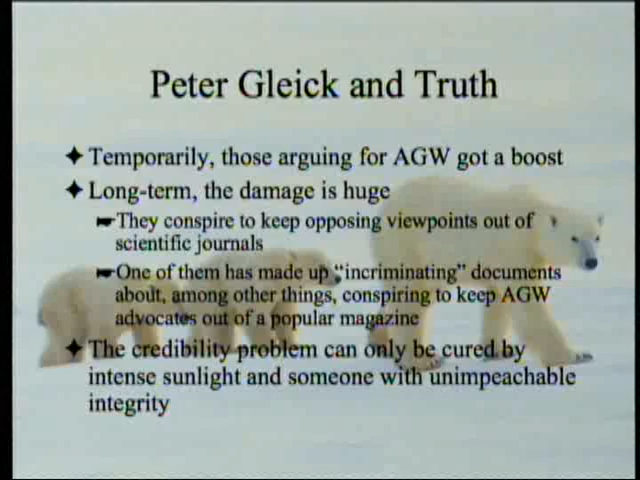 Peter Gleick and Truth
✦ Temporarily, those arguing for AGW got a boost
✦ Long-term, the damage is huge
☛ They conspire to keep opposing viewpoints out of
scientific journals
☛ One of them has made up “incriminating” documents
about, among other things, conspiring to keep AGW
advocates out of a popular magazine
✦ The credibility problem can only be cured by
intense sunlight and someone with unimpeachable
integrity